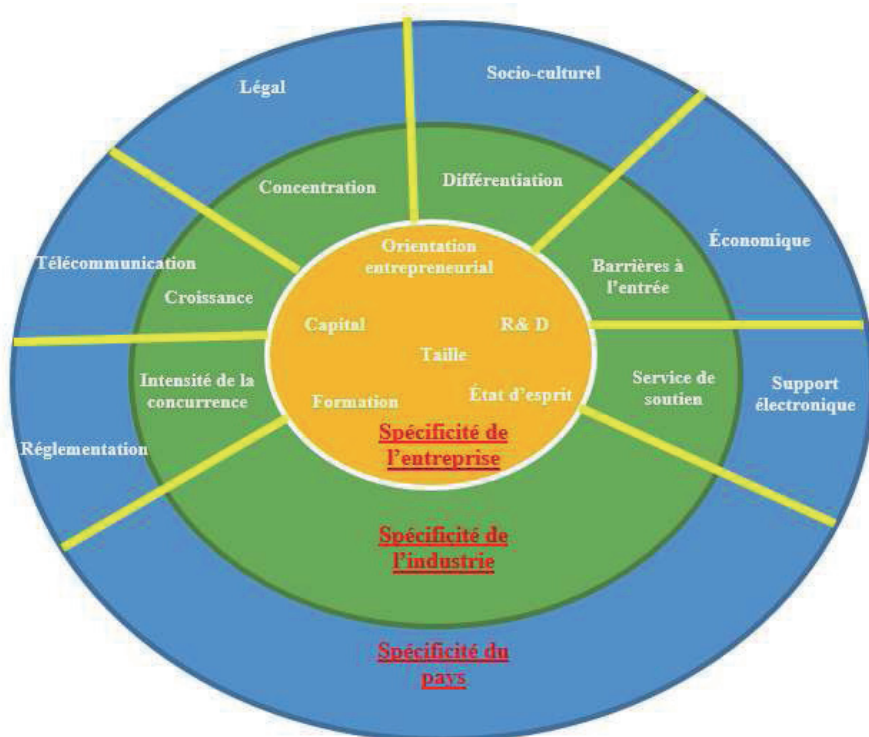 Socio-culturel
Légal
Différentiation
Concentration
Économique
Orientation
entrepreneurial
Télécommunication
Barrières à
l'entrée
Croissance
Capital
R& D
Taille
Intensité de la
concurrence
Service de
soutien
Support
électronique
État d'esprit
Formation
Réglementation
Spécificité de
l'entreprise
Spécificité de
l'industrie
Spécificité du
pays